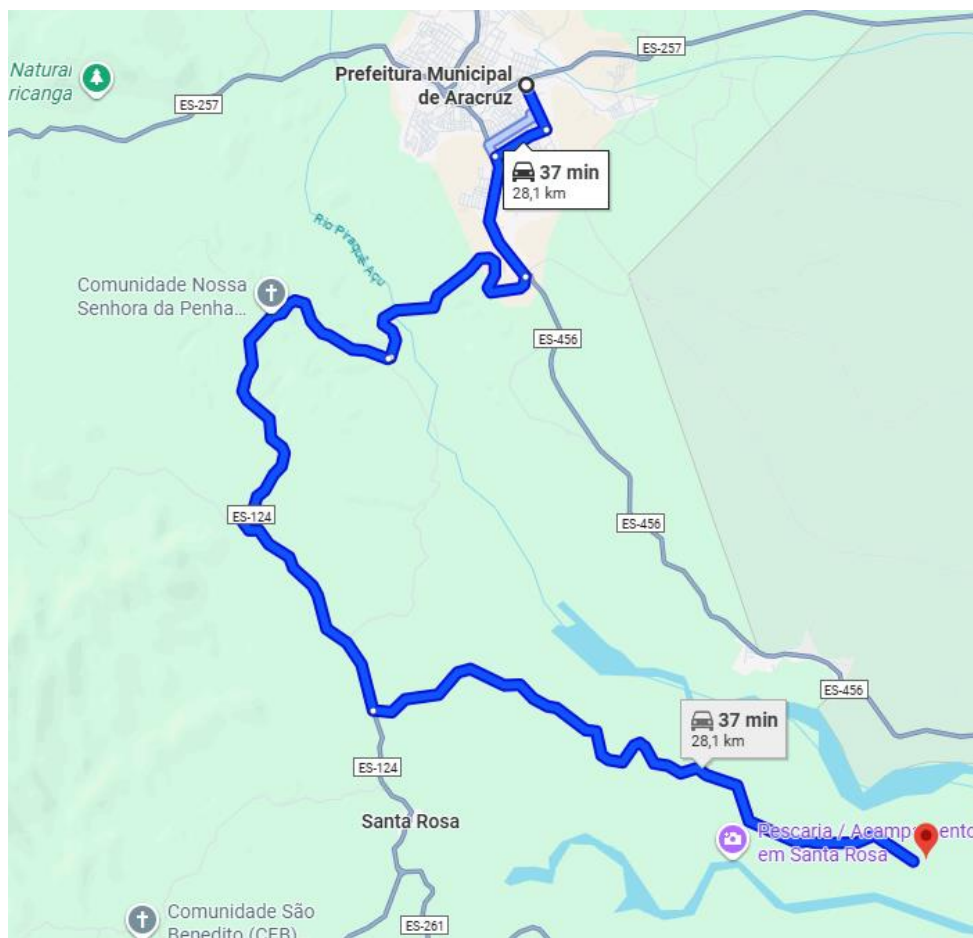 ES-257
Natural
ricanga
ES-257
Prefeitura Municipal
de Aracruz
37 min
28,1 km
Rio Piraquê Açu
Comunidade Nossa
Senhora da Penha...
ES-456
ES-124
ES-456
ES-456
37 min
28,1 km
ES-124
Santa Rosa
Pescaria / Acampamento
em Santa Rosa
Comunidade São
Benedito (CEB)
ES-261